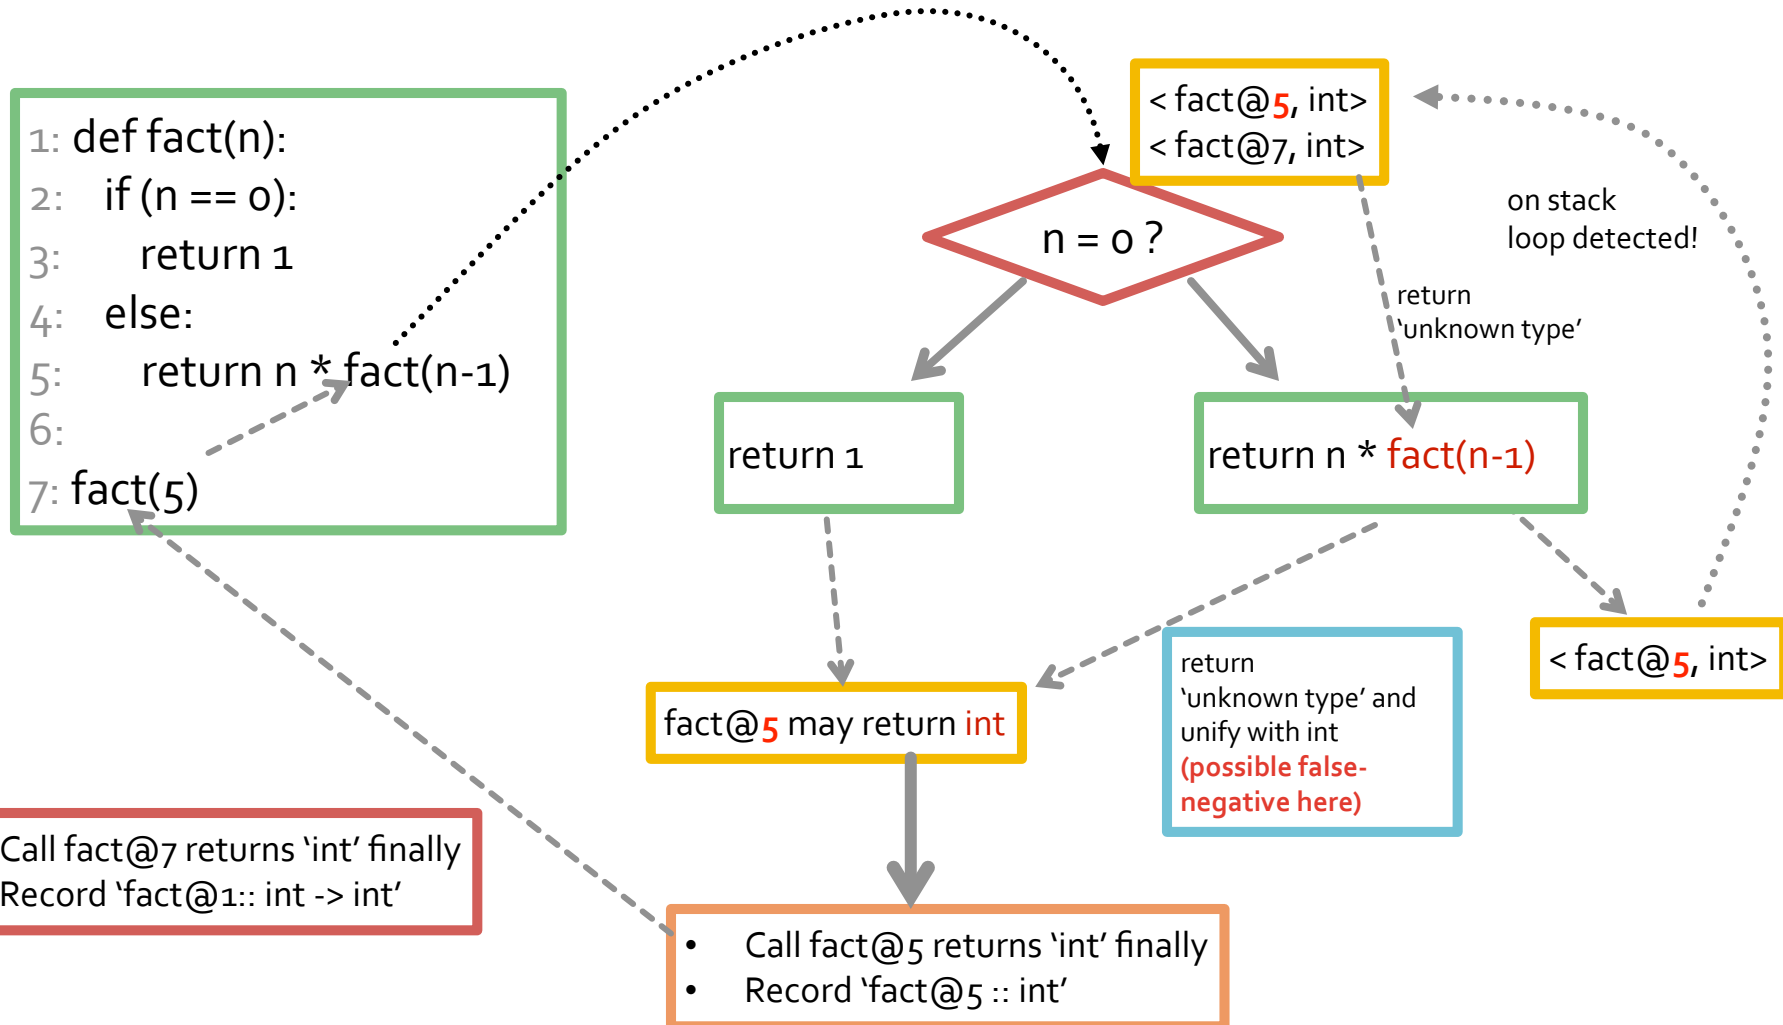 1: def fact(n):
2: if (n == 0):
3: return 1
4: else:
5: return n * fact(n-1)
6:
7: fact(5)
< fact@5, int>
< fact@7, int>
n = 0 ?
on stack
loop detected!
return
‘unknown type’
return 1
return n * fact(n-1)
< fact@5, int>
fact@5 may return int
return
‘unknown type’ and
unify with int
(possible false-
negative here)
Call fact@7 returns ‘int’ finally
Record ‘fact@1:: int -> int’
• Call fact@5 returns ‘int’ finally
• Record ‘fact@5 :: int’